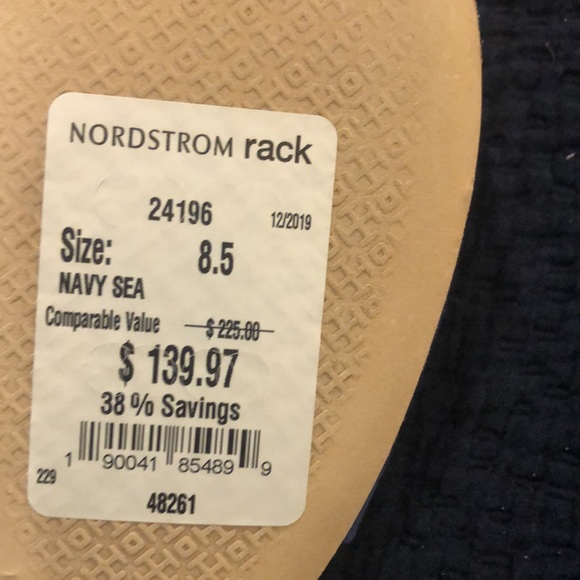 NORDSTROM rack
24196 12/2019
Size: 8.5
NAVY SEA
Comparable Value $ 225.00
$ 139.97
38 % Savings
1 90041 85489 9
229
48261